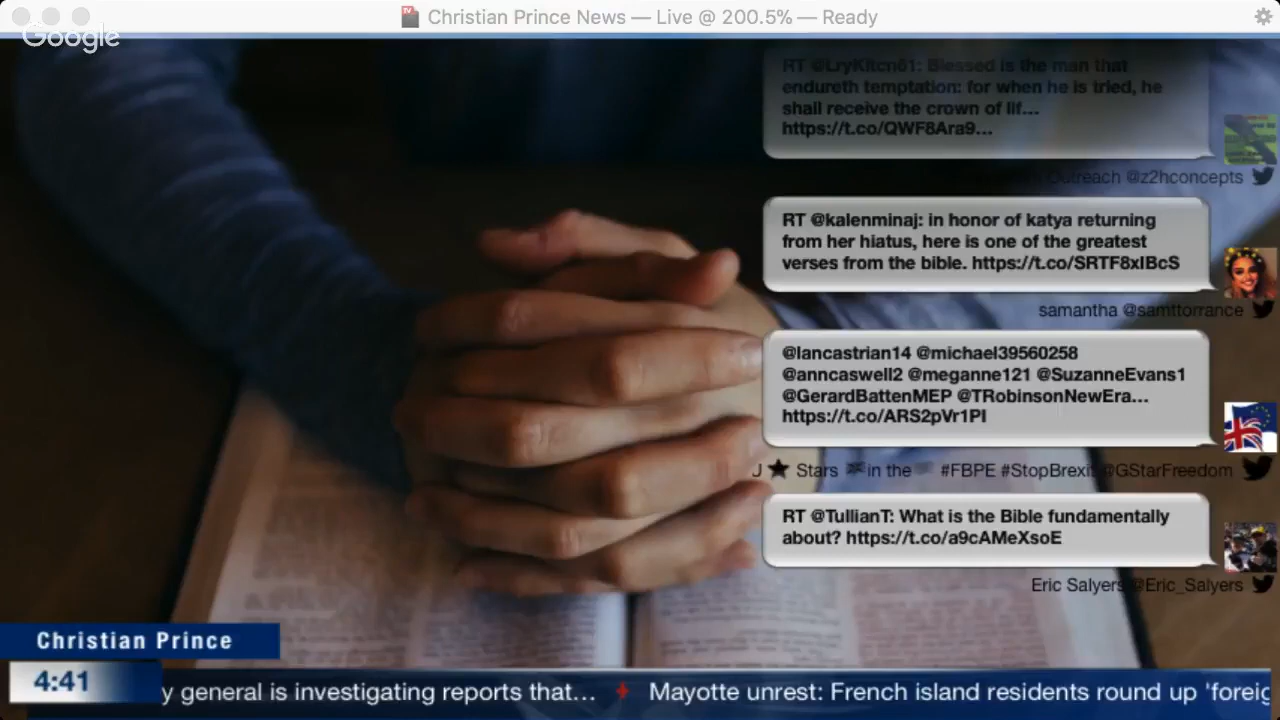 Christian Prince News — Live @ 200.5% — Ready
Google
RT @LryKitcn61: Blessed is the man that
endureth temptation: for when he is tried, he
shall receive the crown of lif...
https://t.co/QWF8Ara9...
Outreach @z2hconcepts
RT @kalenminaj: in honor of katya returning
from her hiatus, here is one of the greatest
verses from the bible. https://t.co/SRTF8xIBcS
samantha @samttorrance
@lancastrian14 @michael39560258
@anncaswell2 @meganne121 @SuzanneEvans1
@GerardBattenMEP @TRobinsonNewEra...
https://t.co/ARS2pVr1PI
J ★ Stars in the #FBPE #StopBrexit @GStarFreedom
RT @TullianT: What is the Bible fundamentally
about? https://t.co/a9cAMeXsoE
Eric Salyers @Eric_Salyers
Christian Prince
4:41
y general is investigating reports that... Mayotte unrest: French island residents round up 'foreig